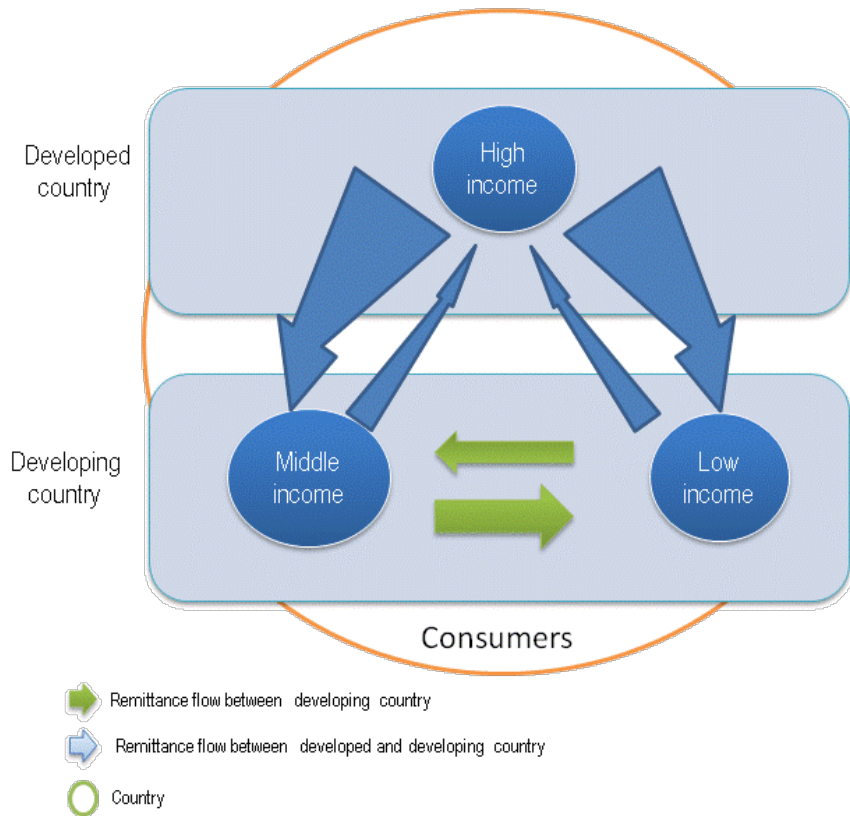 High
income
Developed
country
Middle
income
Low
income
Developing
country
Consumers
Remittance flow between developing country
Remittance flow between developed and developing country
Country